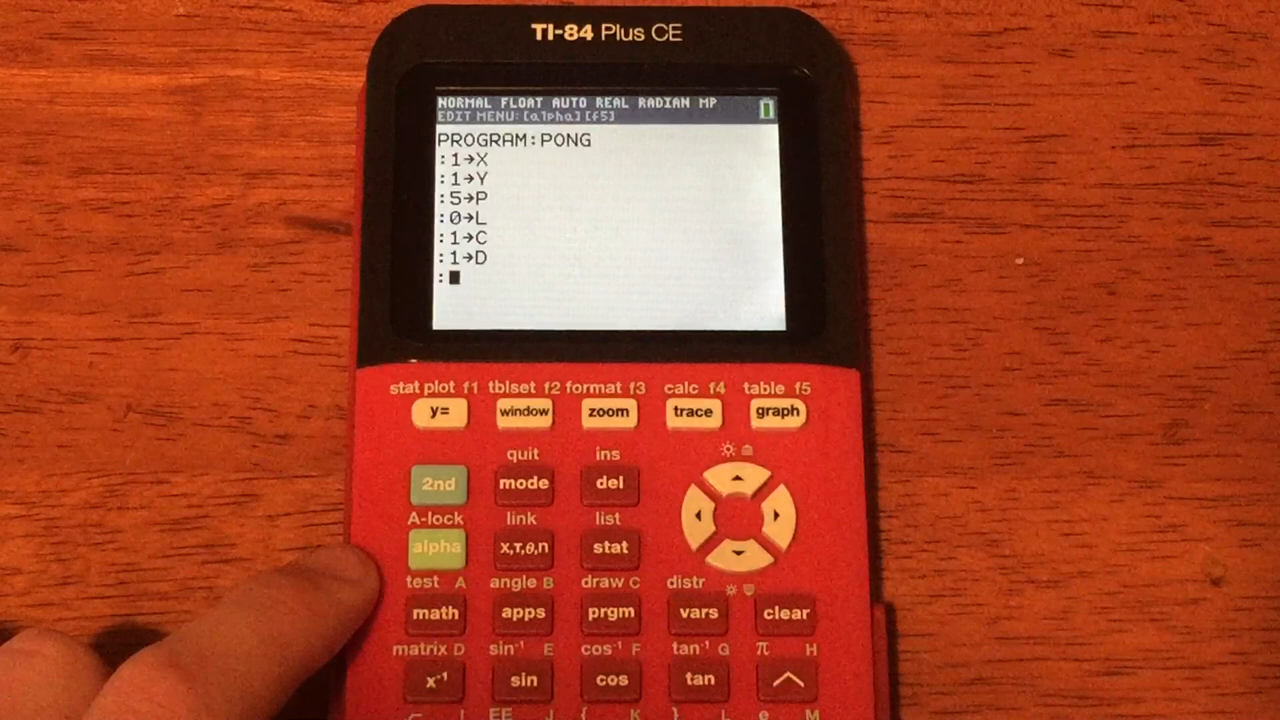 TI-84 Plus CE
NORMAL FLOAT AUTO REAL RADIAN MP
EDIT MENU: [alpha] [f5]
PROGRAM:PONG
:1→X
:1→Y
:5→P
:0→L
:1→C
:1→D
:
stat plot f1 tblset f2 format f3 calc f4 table f5
y= window zoom trace graph
quit ins
2nd mode del
A-lock link list
alpha X,T,θ,n stat
test A angle B draw C distr
math apps prgm vars clear
matrix D sin⁻¹ E cos⁻¹ F tan⁻¹ G π H
x⁻¹ sin cos tan ^
I EE J { K } L e M